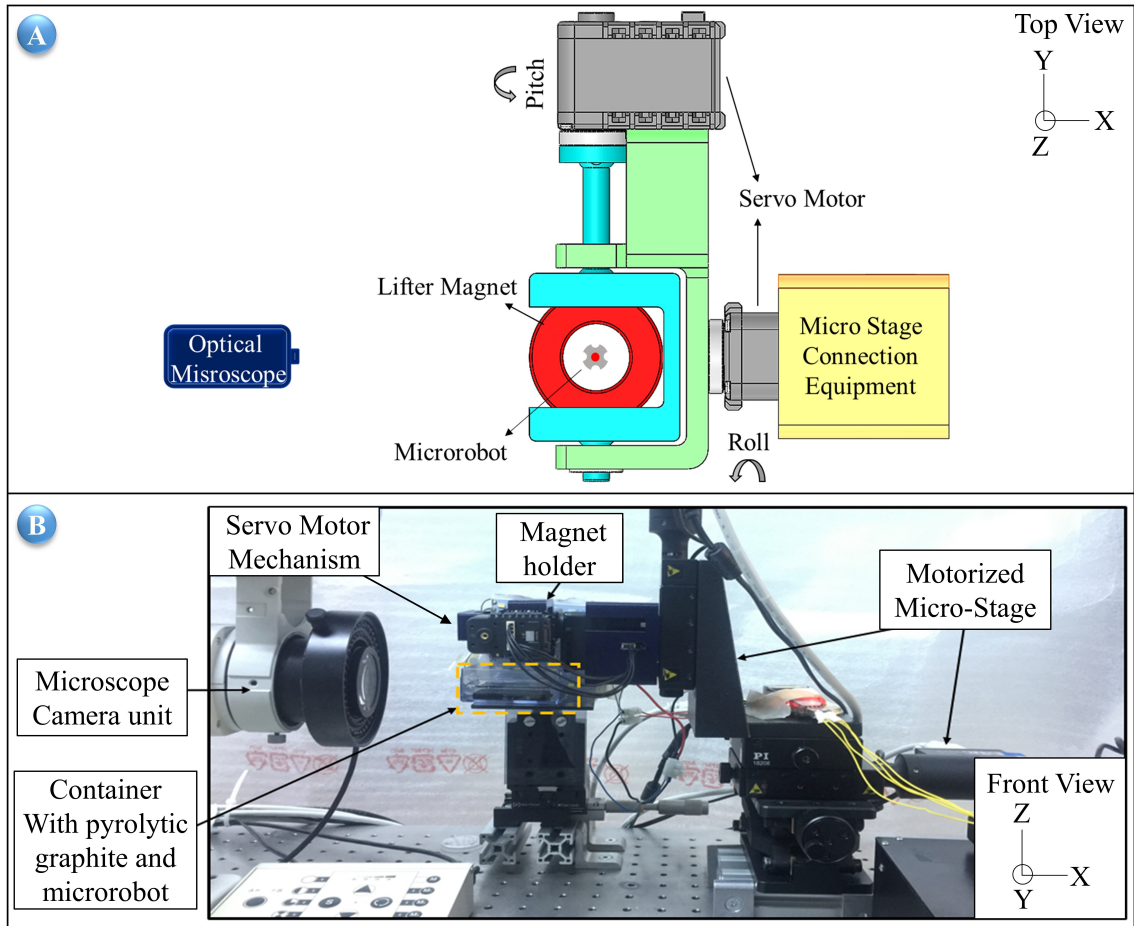 A
Top View
Y
X
Z
Pitch
Servo Motor
Lifter Magnet
Optical
Misroscope
Micro Stage
Connection
Equipment
Microrobot
Roll
B
Servo Motor
Mechanism
Magnet
holder
Motorized
Micro-Stage
Microscope
Camera unit
Container
With pyrolytic
graphite and
microrobot
PI
Front View
Z
X
Y